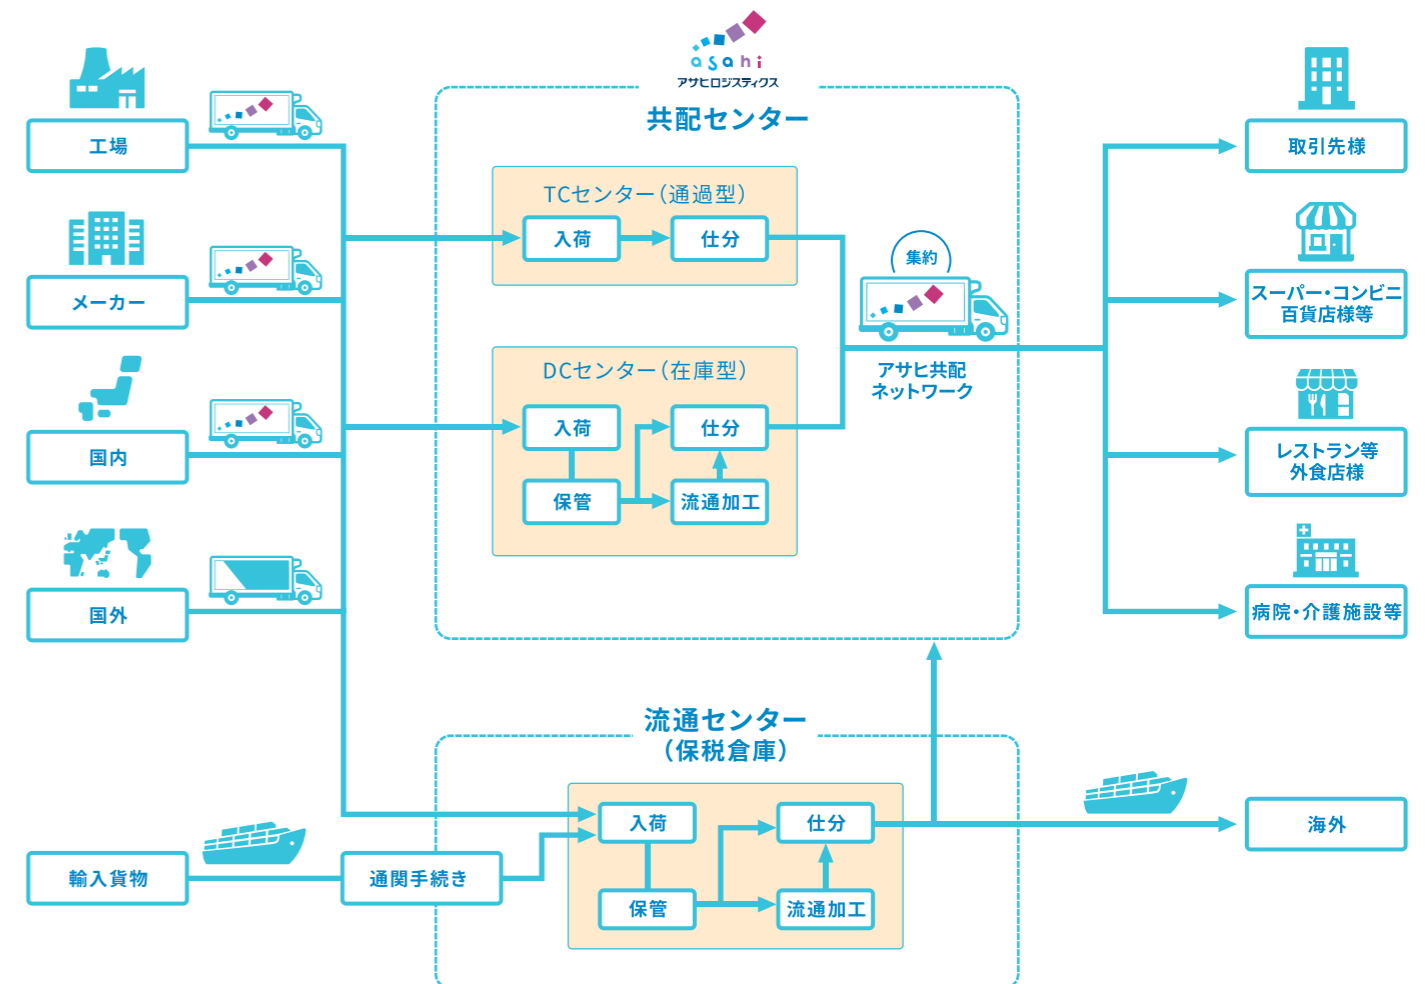 asahi
アサヒロジスティクス
共配センター
工場
メーカー
国内
国外
TCセンター（通過型）
入荷
仕分
DCセンター（在庫型）
入荷
仕分
保管
流通加工
集約
アサヒ共配
ネットワーク
取引先様
スーパー・コンビニ
百貨店様等
レストラン等
外食店様
病院・介護施設等
流通センター
（保税倉庫）
入荷
仕分
保管
流通加工
輸入貨物
通関手続き
海外